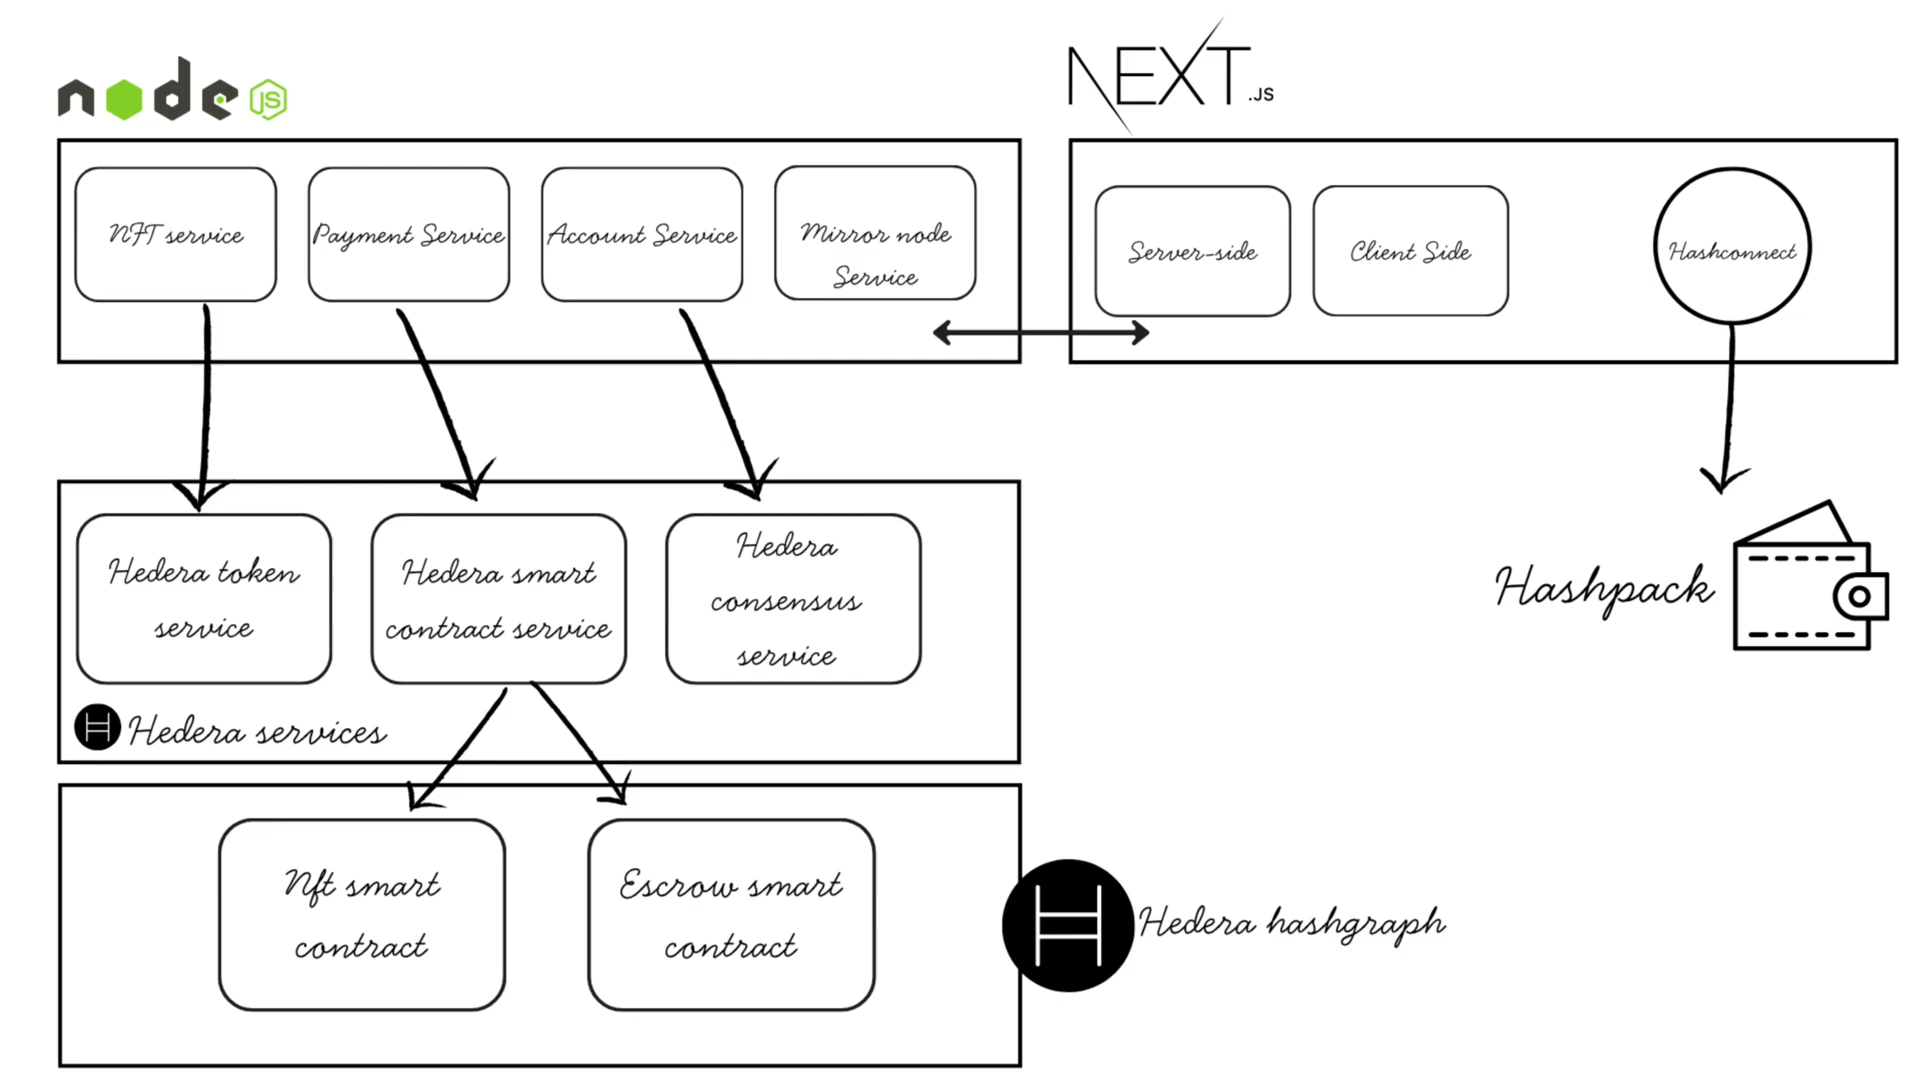 node JS
NEXT.JS
NFT service
Payment Service
Account Service
Mirror node
Service
Server-side
Client Side
Hashconnect
Hedera token
service
Hedera smart
contract service
Hedera
consensus
service
Hashpack
Hedera services
Nft smart
contract
Escrow smart
contract
Hedera hashgraph